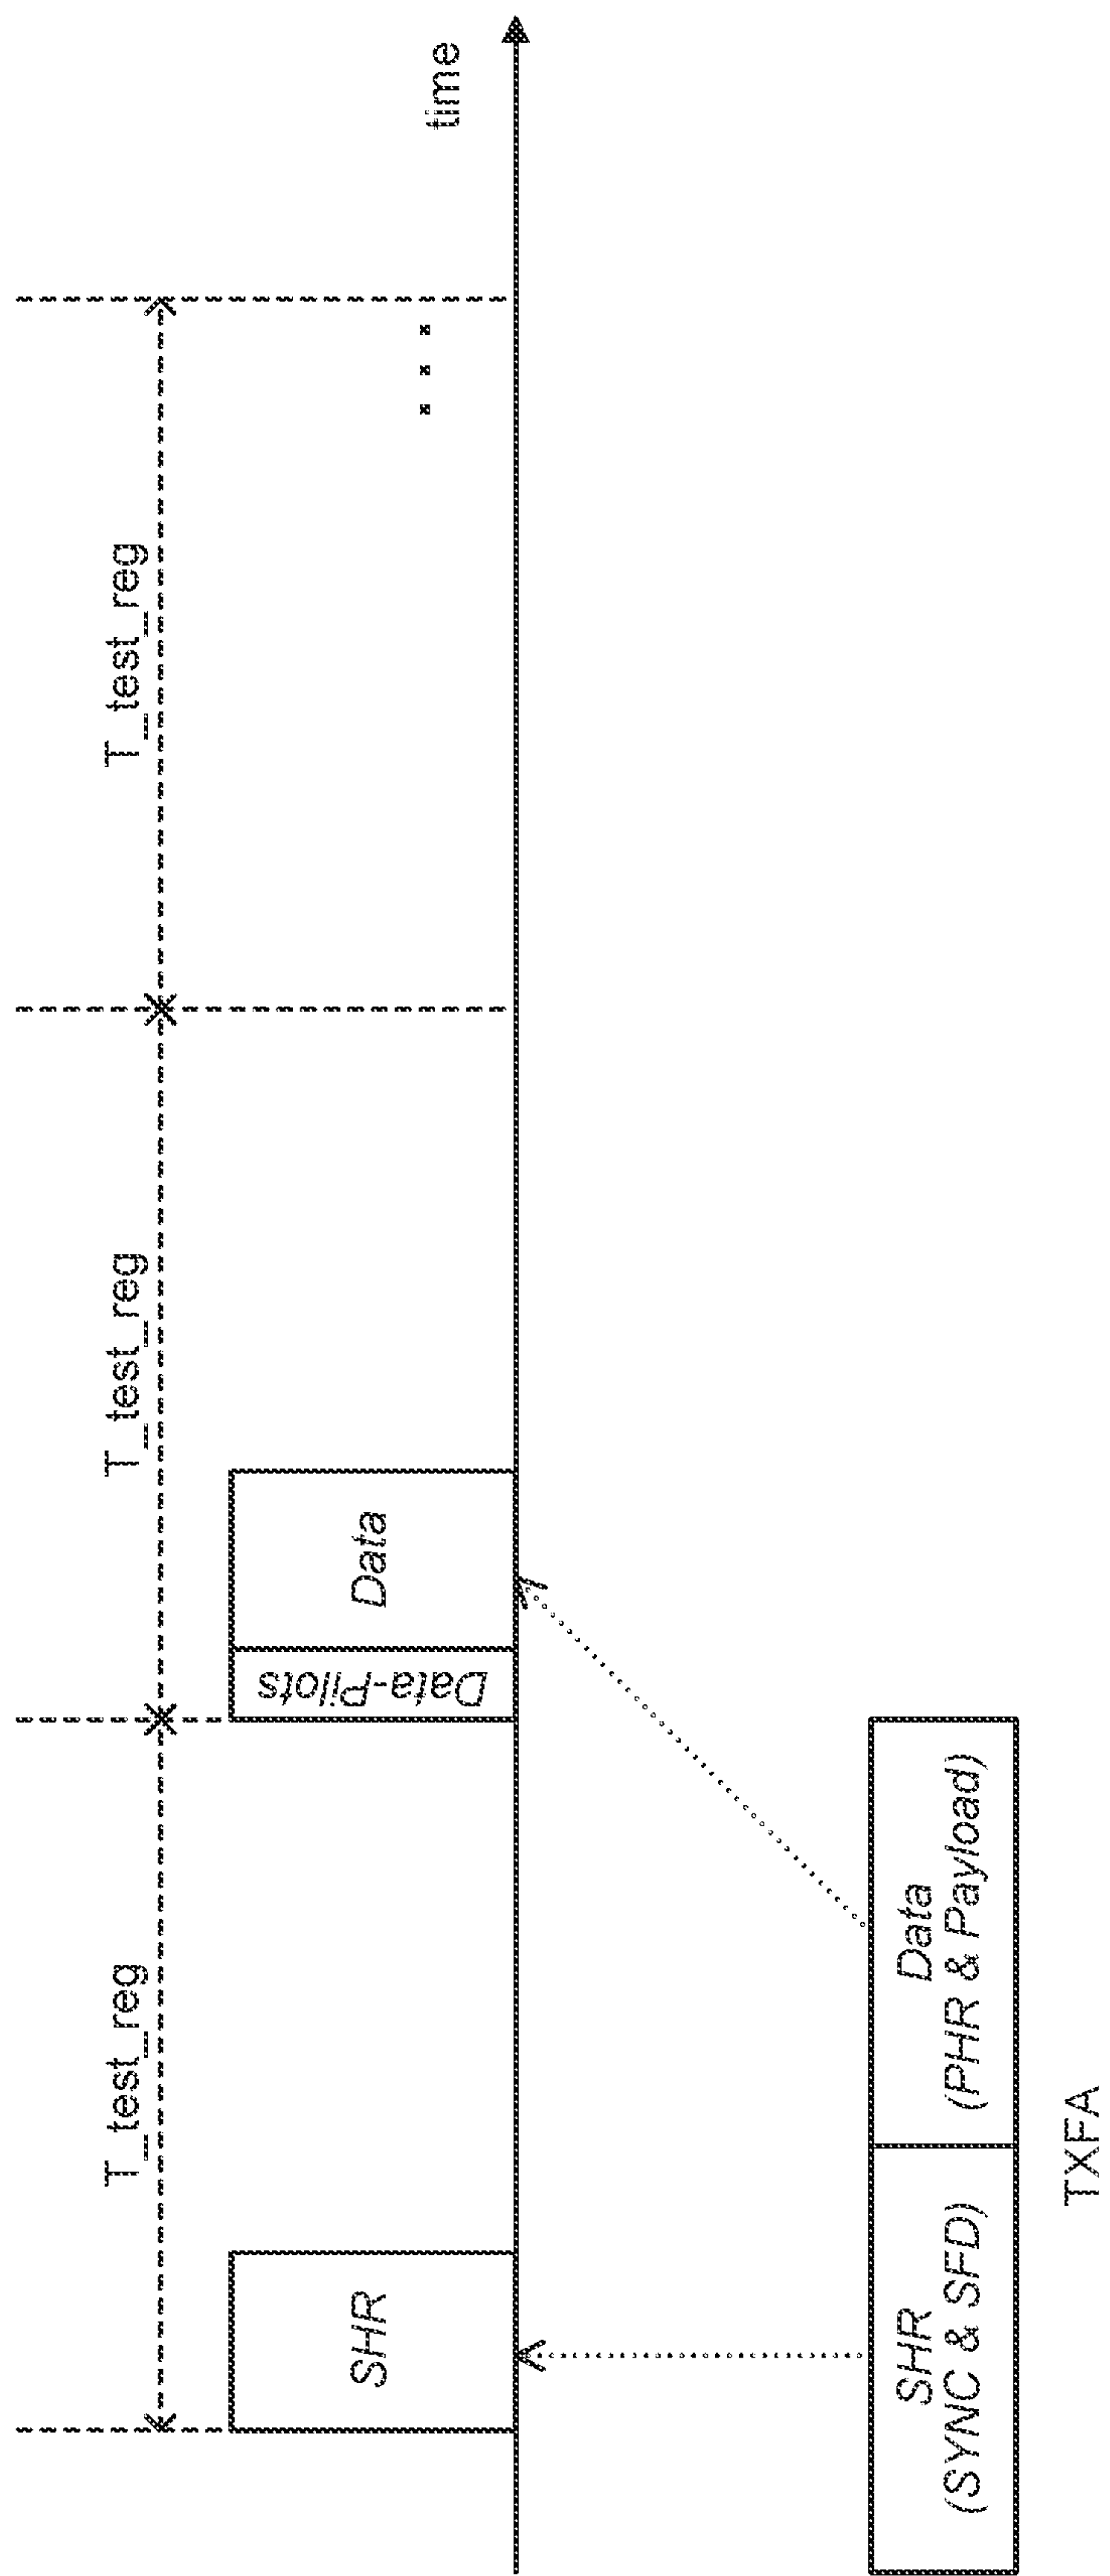 T_test_reg
T_test_reg
T_test_reg
SHR
Data-Pilots
Data
...
time
SHR
(SYNC & SFD)
Data
(PHR & Payload)
TXFA